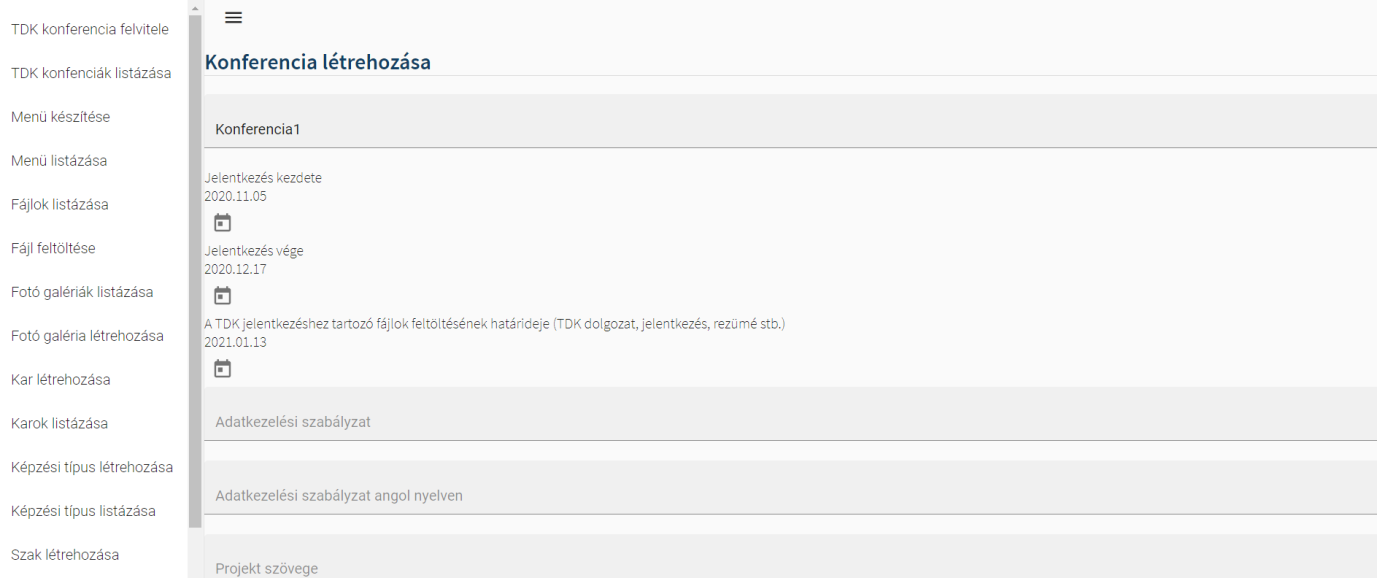 TDK konferencia felvitele
TDK konfenciák listázása
Menü készítése
Menü listázása
Fájlok listázása
Fájl feltöltése
Fotó galériák listázása
Fotó galéria létrehozása
Kar létrehozása
Karok listázása
Képzési típus létrehozása
Képzési típus listázása
Szak létrehozása
Konferencia létrehozása
Konferencia1
Jelentkezés kezdete
2020.11.05
Jelentkezés vége
2020.12.17
A TDK jelentkezéshez tartozó fájlok feltöltésének határideje (TDK dolgozat, jelentkezés, rezümé stb.)
2021.01.13
Adatkezelési szabályzat
Adatkezelési szabályzat angol nyelven
Projekt szövege